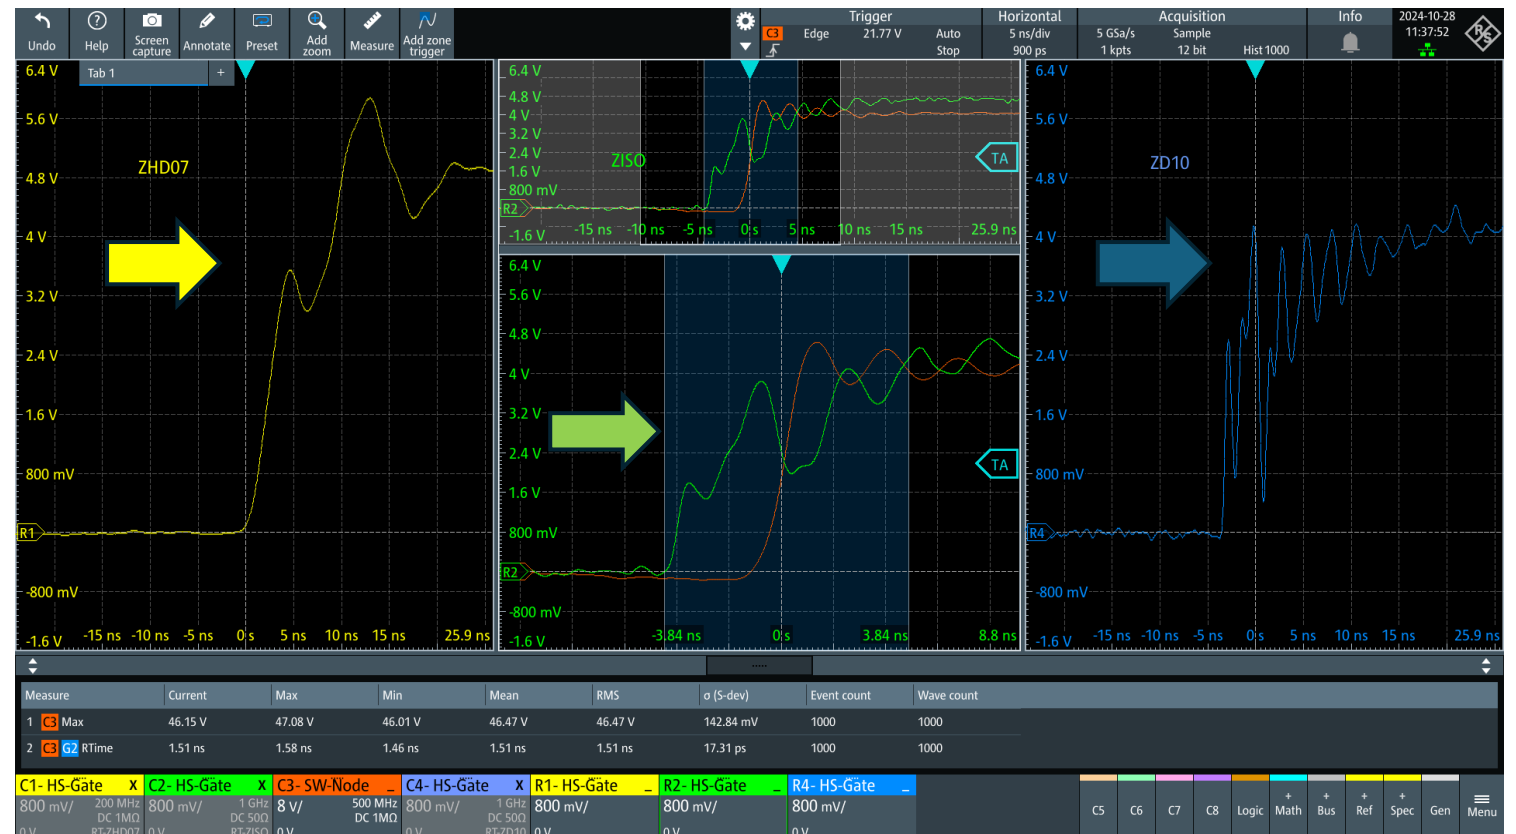 Undo
Help
Screen capture
Annotate
Preset
Add zoom
Measure
Add zone trigger
Trigger
C3 Edge 21.77 V Auto
Stop
Horizontal
5 ns/div
900 ps
Acquisition
5 GSa/s Sample
1 kpts 12 bit Hist1000
Info
2024-10-28
11:37:52
R&S
Tab 1 +
6.4 V
5.6 V
4.8 V
4 V
3.2 V
2.4 V
1.6 V
800 mV
R1
-800 mV
-1.6 V
-15 ns -10 ns -5 ns 0 s 5 ns 10 ns 15 ns 25.9 ns
ZHD07
6.4 V
4.8 V
4 V
3.2 V
2.4 V
1.6 V
800 mV
R2
-1.6 V
-15 ns -10 ns -5 ns 0 s 5 ns 10 ns 15 ns 25.9 ns
ZISO
TA
6.4 V
5.6 V
4.8 V
4 V
3.2 V
2.4 V
1.6 V
800 mV
R2
-800 mV
-1.6 V
-3.84 ns 0 s 3.84 ns 8.8 ns
TA
6.4 V
5.6 V
4.8 V
4 V
3.2 V
2.4 V
1.6 V
800 mV
R4
-800 mV
-1.6 V
-15 ns -10 ns -5 ns 0 s 5 ns 10 ns 15 ns 25.9 ns
ZD10
Measure Current Max Min Mean RMS σ (S-dev) Event count Wave count
1 C3 Max 46.15 V 47.08 V 46.01 V 46.47 V 46.47 V 142.84 mV 1000 1000
2 C3 G2 RTime 1.51 ns 1.58 ns 1.46 ns 1.51 ns 1.51 ns 17.31 ps 1000 1000
C1- HS-Gate X
800 mV/ 200 MHz
DC 1MΩ
0 V RT-ZHD07
C2- HS-Gate X
800 mV/ 1 GHz
DC 50Ω
0 V RT-ZISO
C3- SW-Node _
8 V/ 500 MHz
DC 1MΩ
0 V
C4- HS-Gate X
800 mV/ 1 GHz
DC 50Ω
0 V RT-ZD10
R1- HS-Gate _
800 mV/
0 V
R2- HS-Gate _
800 mV/
0 V
R4- HS-Gate _
800 mV/
0 V
C5
C6
C7
C8
Logic
+ Math
+ Bus
+ Ref
+ Spec
Gen
Menu